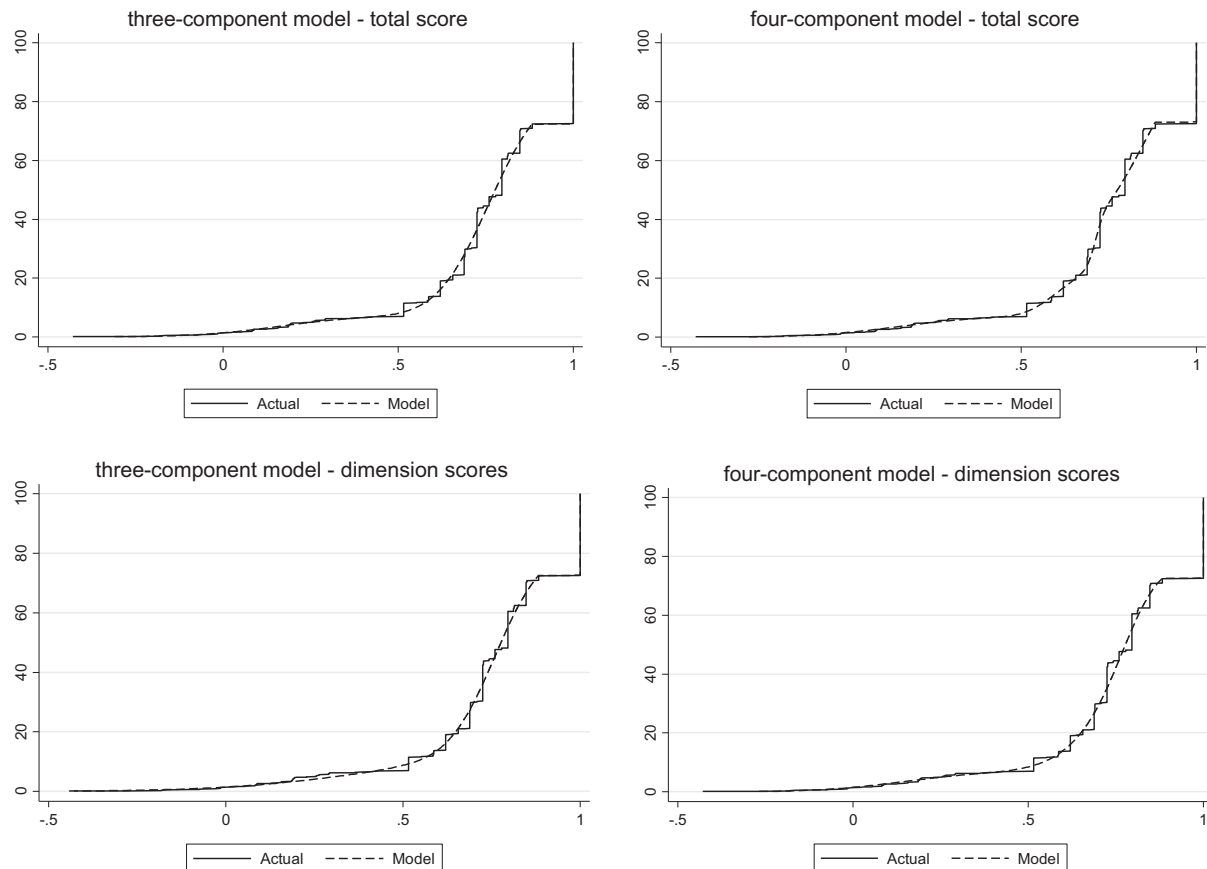 three-component model - total score
100
80
60
40
20
0
-.5 0 .5 1
Actual Model
four-component model - total score
100
80
60
40
20
0
-.5 0 .5 1
Actual Model
three-component model - dimension scores
100
80
60
40
20
0
-.5 0 .5 1
Actual Model
four-component model - dimension scores
100
80
60
40
20
0
-.5 0 .5 1
Actual Model